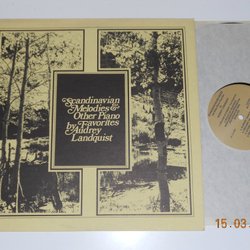 Scandinavian
Melodies &
Other Piano
Favorites
by Audrey
Landquist
15.03